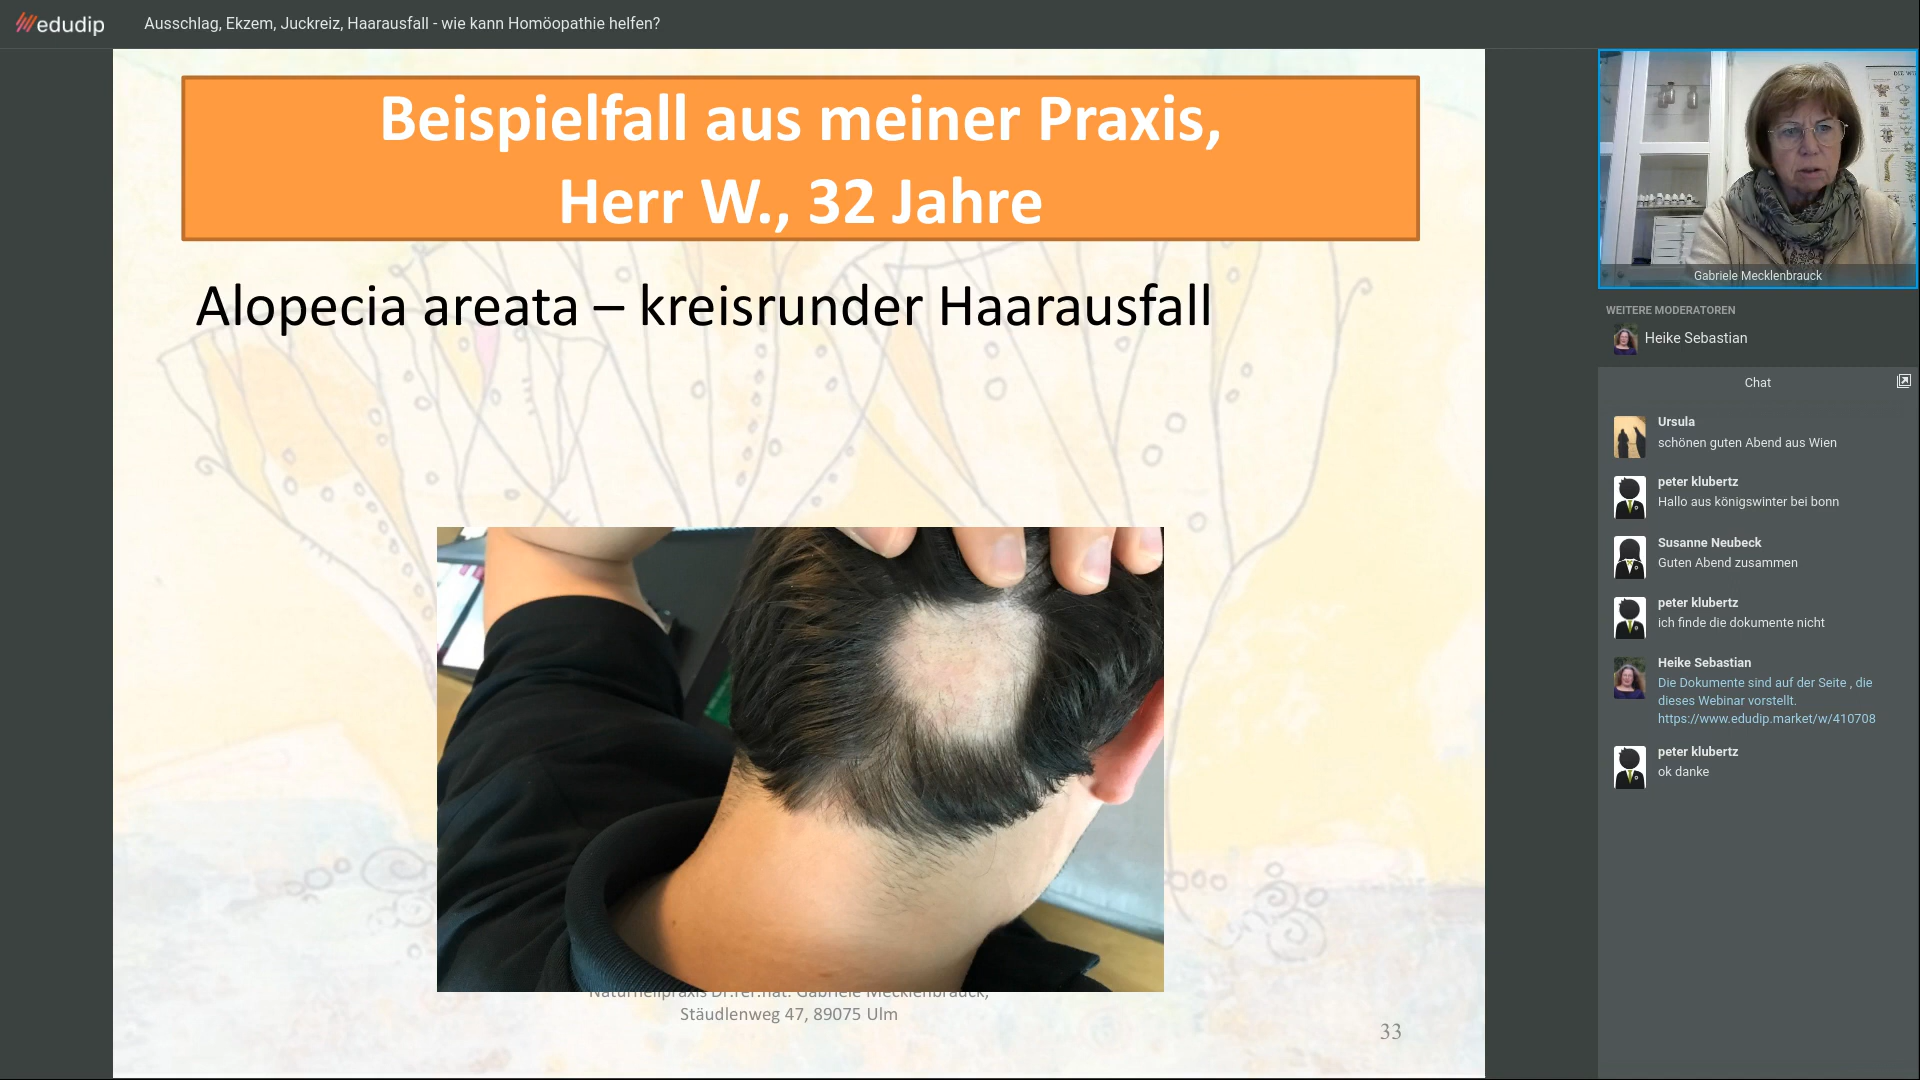 edudip
Ausschlag, Ekzem, Juckreiz, Haarausfall - wie kann Homöopathie helfen?
Beispielfall aus meiner Praxis,
Herr W., 32 Jahre
Alopecia areata – kreisrunder Haarausfall
Naturheilpraxis Dr.rer.nat. Gabriele Mecklenbrauck,
Stäudlenweg 47, 89075 Ulm
33
Gabriele Mecklenbrauck
WEITERE MODERATOREN
Heike Sebastian
Chat
Ursula
schönen guten Abend aus Wien
peter klubertz
Hallo aus königswinter bei bonn
Susanne Neubeck
Guten Abend zusammen
peter klubertz
ich finde die dokumente nicht
Heike Sebastian
Die Dokumente sind auf der Seite , die
dieses Webinar vorstellt.
https://www.edudip.market/w/410708
peter klubertz
ok danke